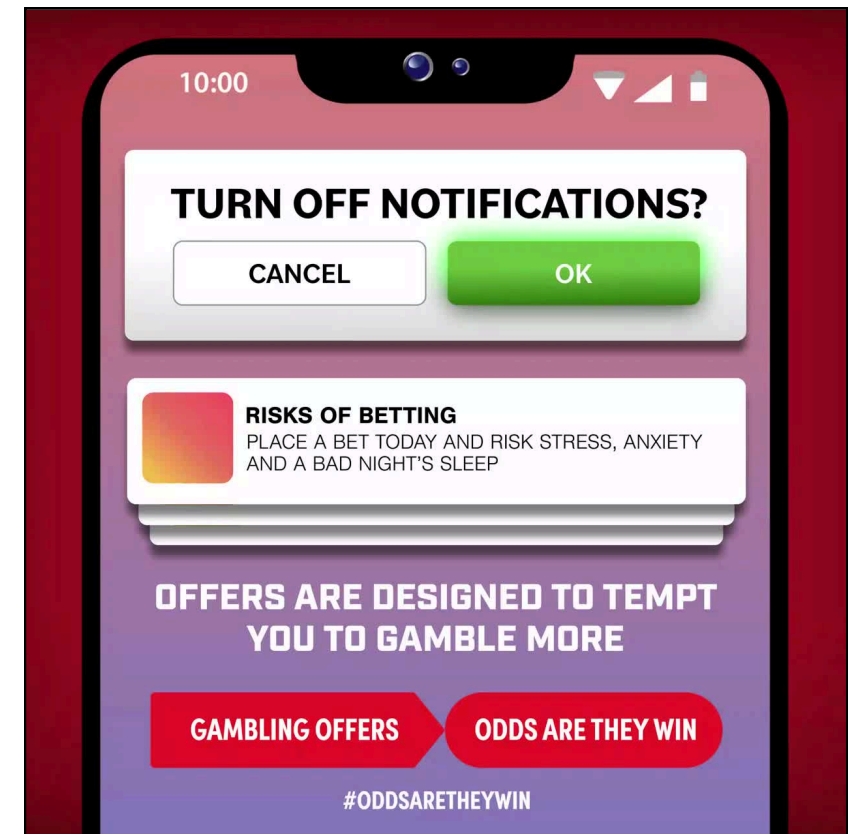 10:00
TURN OFF NOTIFICATIONS?
CANCEL
OK
RISKS OF BETTING
PLACE A BET TODAY AND RISK STRESS, ANXIETY
AND A BAD NIGHT'S SLEEP
OFFERS ARE DESIGNED TO TEMPT
YOU TO GAMBLE MORE
GAMBLING OFFERS
ODDS ARE THEY WIN
#ODDSARETHEYWIN